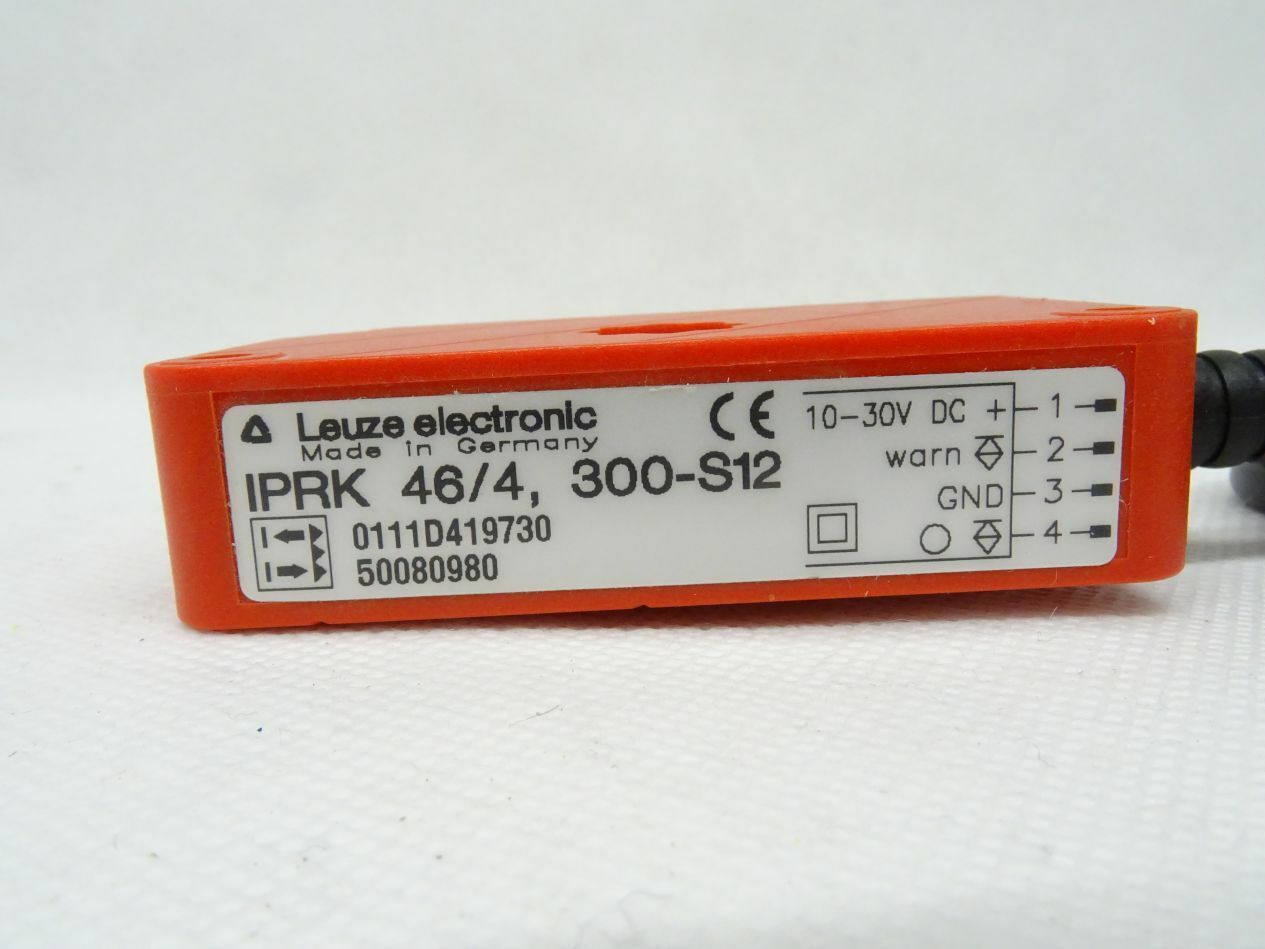 Leuze electronic
Made in Germany
CE
IPRK 46/4, 300-S12
0111D419730
50080980
10-30V DC + 1
warn 2
GND 3
4